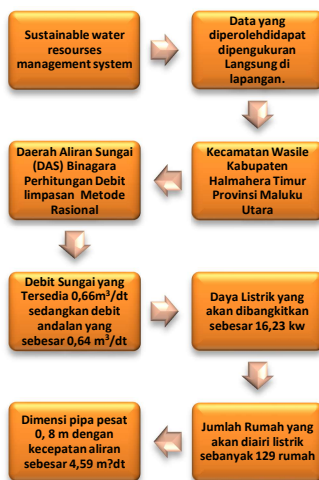 Sustainable water
resourses
management system
Data yang
diperolehdidapat
dipengukuran
Langsung di
lapangan.
Kecamatan Wasile
Kabupaten
Halmahera Timur
Provinsi Maluku
Utara
Daerah Aliran Sungai
(DAS) Binagara
Perhitungan Debit
limpasan Metode
Rasional
Debit Sungai yang
Tersedia 0,66m³/dt
sedangkan debit
andalan yang
sebesar 0,64 m³/dt
Daya Listrik yang
akan dibangkitkan
sebesar 16,23 kw
Jumlah Rumah yang
akan diairi listrik
sebanyak 129 rumah
Dimensi pipa pesat
0, 8 m dengan
kecepatan aliran
sebesar 4,59 m?dt